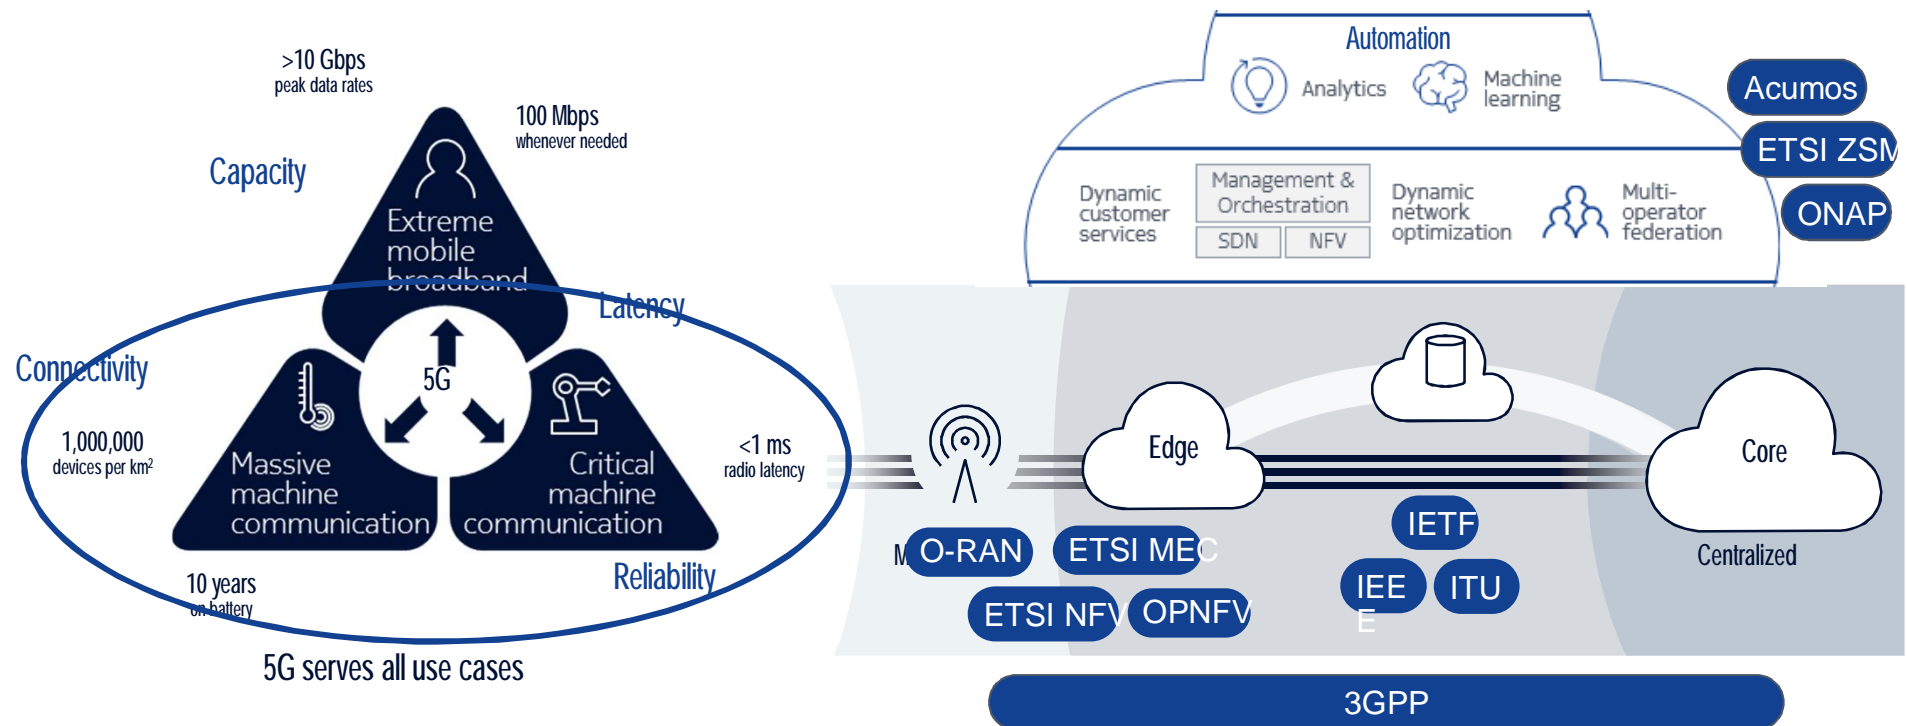 >10 Gbps
peak data rates
100 Mbps
whenever needed
Capacity
Extreme
mobile
broadband
Latency
Connectivity
5G
1,000,000
devices per km²
Massive
machine
communication
Critical
machine
communication
<1 ms
radio latency
10 years
on battery
Reliability
5G serves all use cases
Automation
Analytics
Machine
learning
Acumos
ETSI ZSM
ONAP
Dynamic
customer
services
Management &
Orchestration
SDN
NFV
Dynamic
network
optimization
Multi-
operator
federation
Edge
Core
O-RAN
ETSI MEC
ETSI NFV
OPNFV
IETF
IEE
E
ITU
Centralized
3GPP